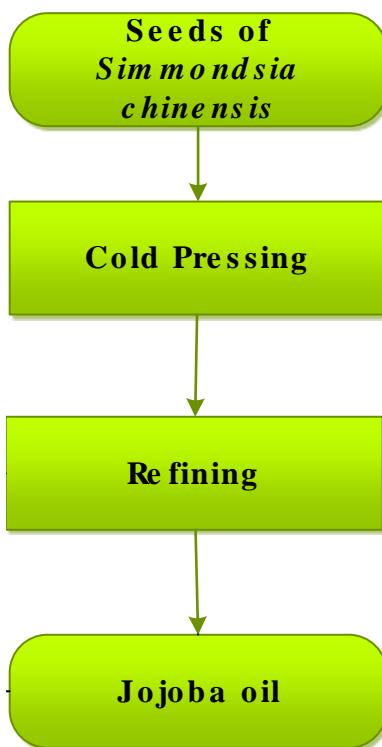 Seeds of
Simmondsia
chinensis
Cold Pressing
Refining
Jojoba oil